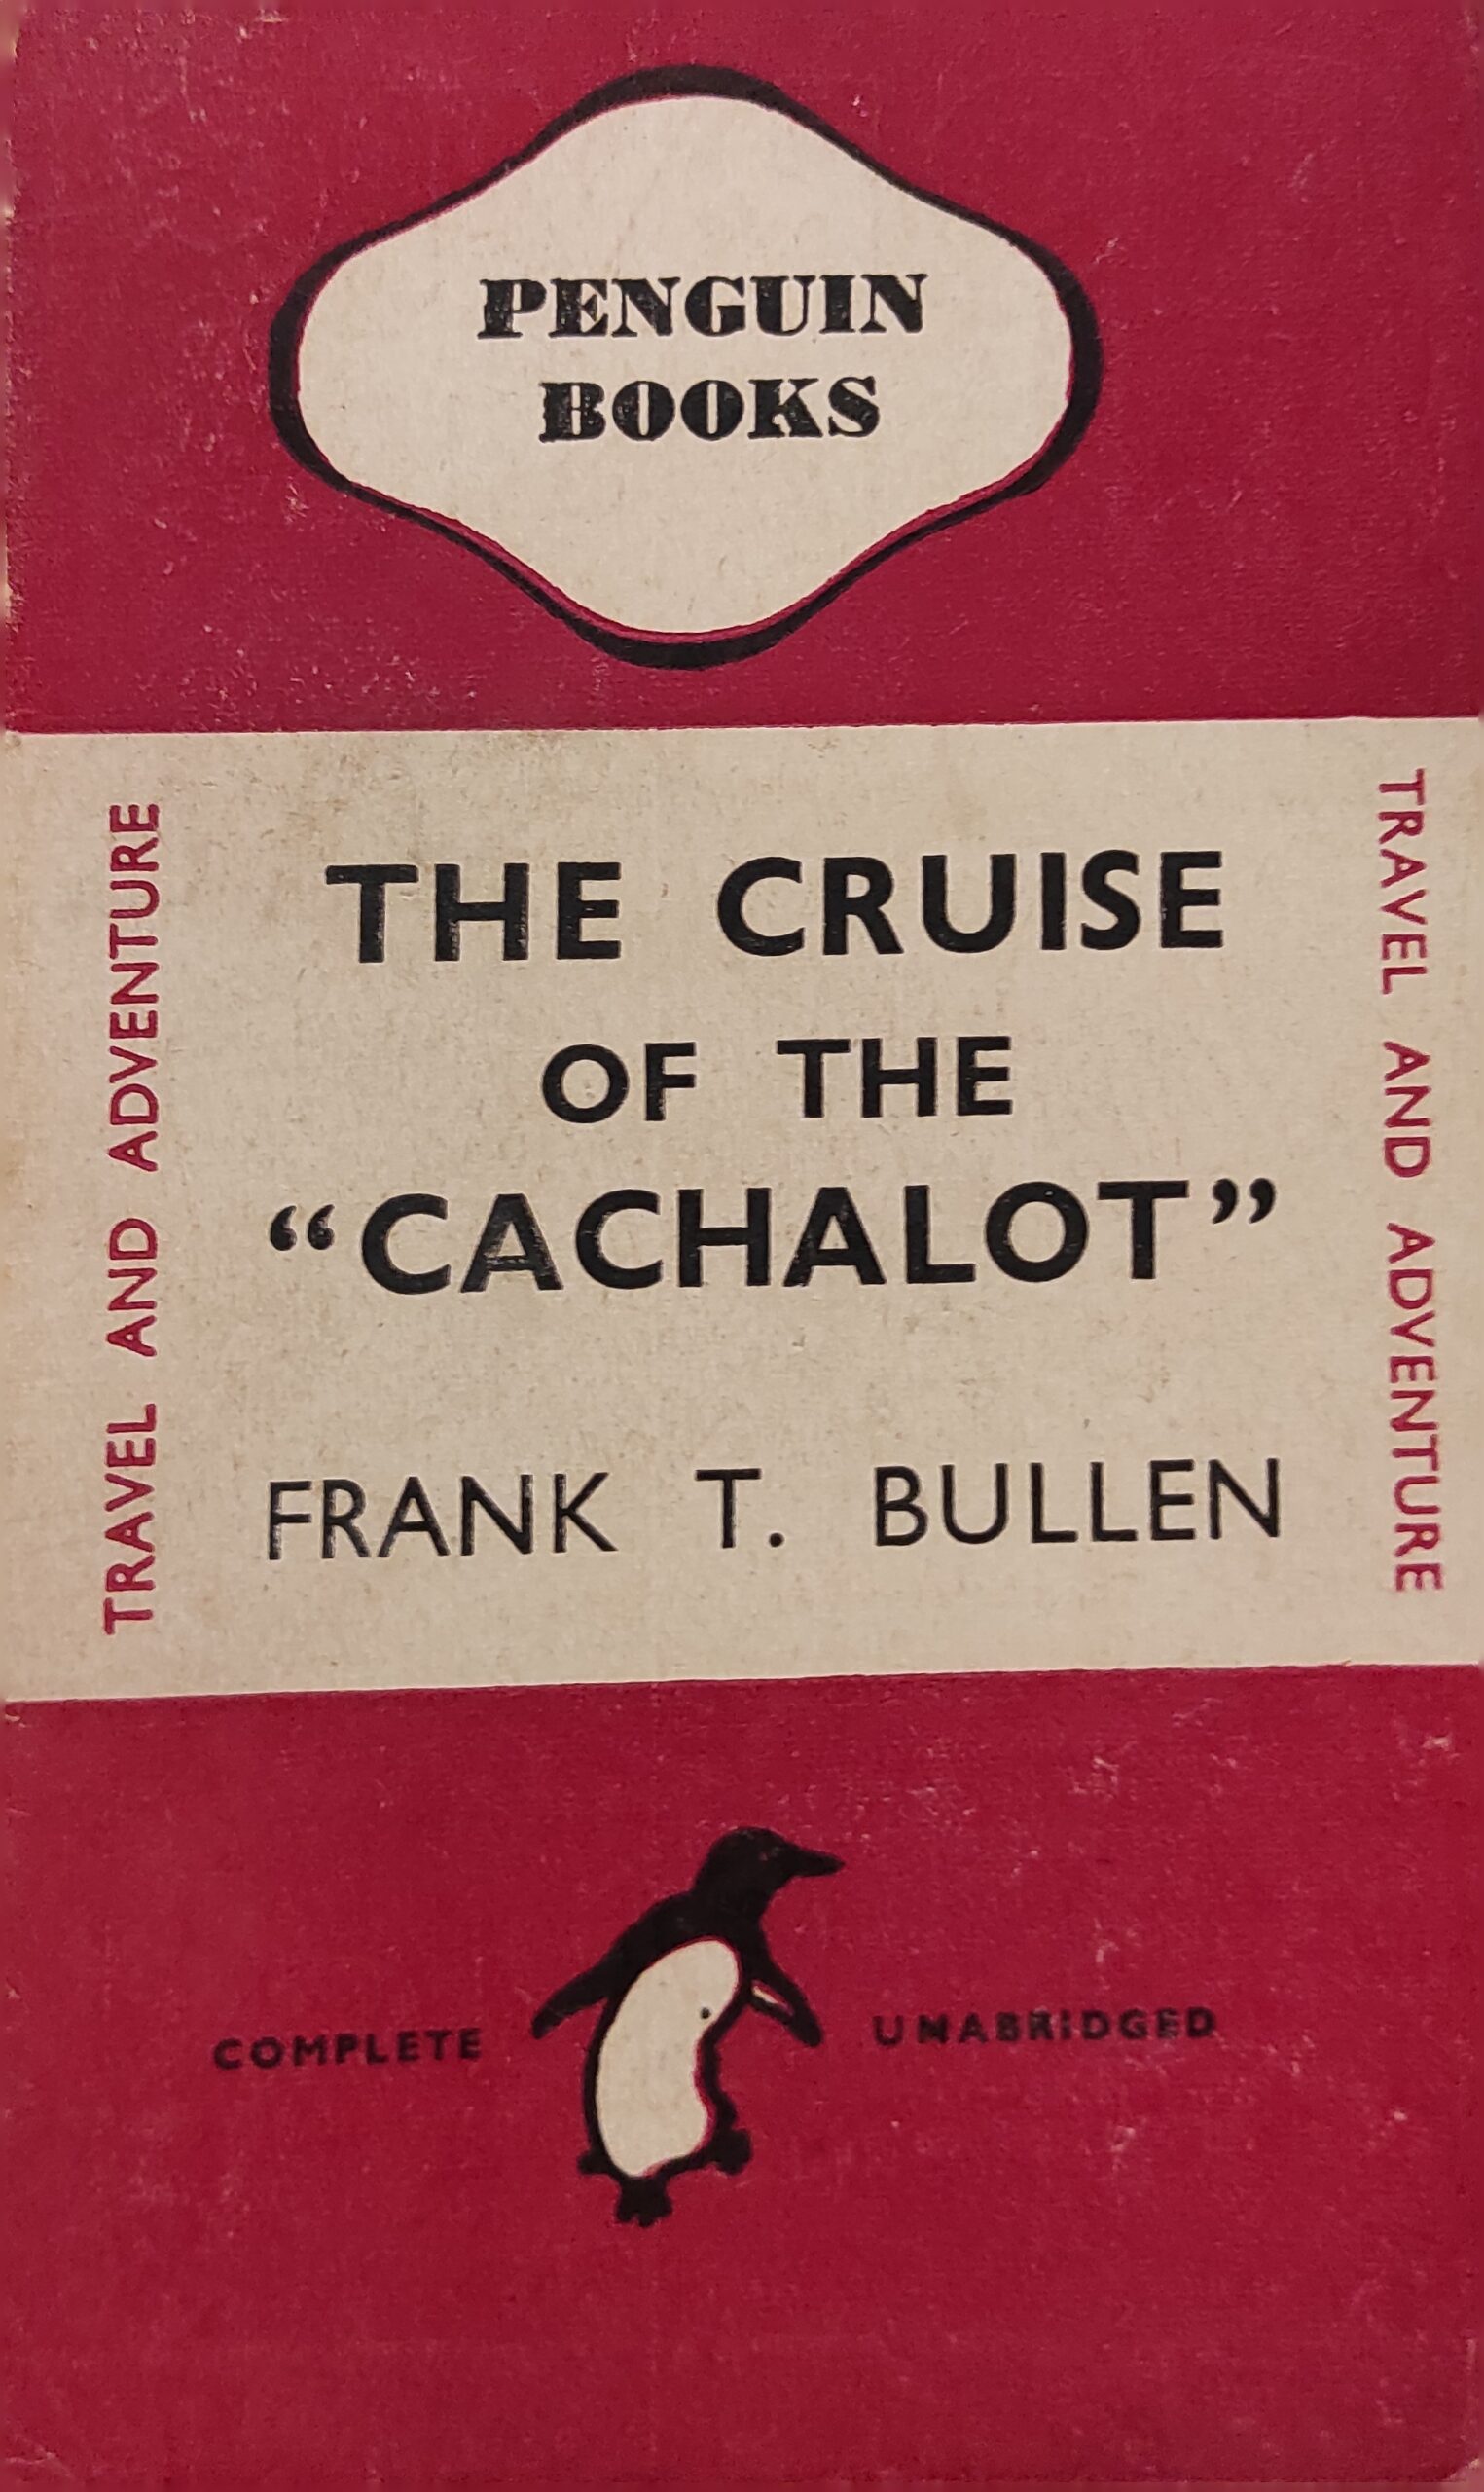 PENGUIN
BOOKS
TRAVEL AND ADVENTURE
THE CRUISE
OF THE
“CACHALOT”
FRANK T. BULLEN
TRAVEL AND ADVENTURE
COMPLETE UNABRIDGED